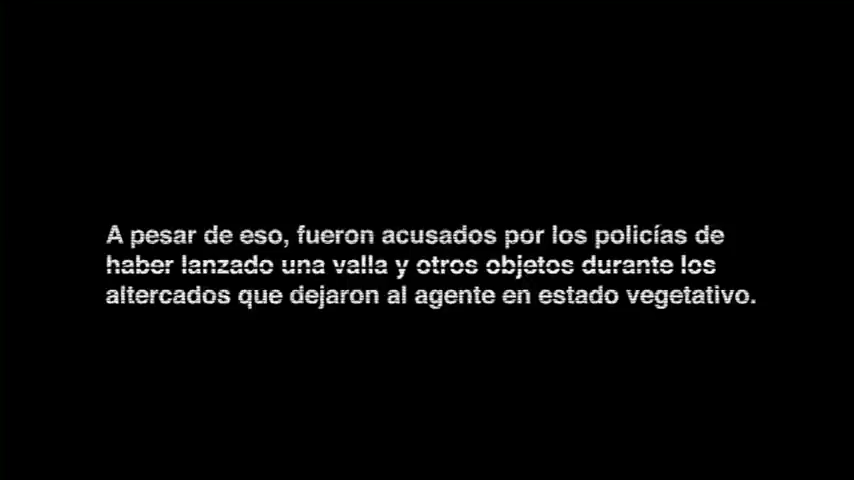 A pesar de eso, fueron acusados por los policías de
haber lanzado una valla y otros objetos durante los
altercados que dejaron al agente en estado vegetativo.